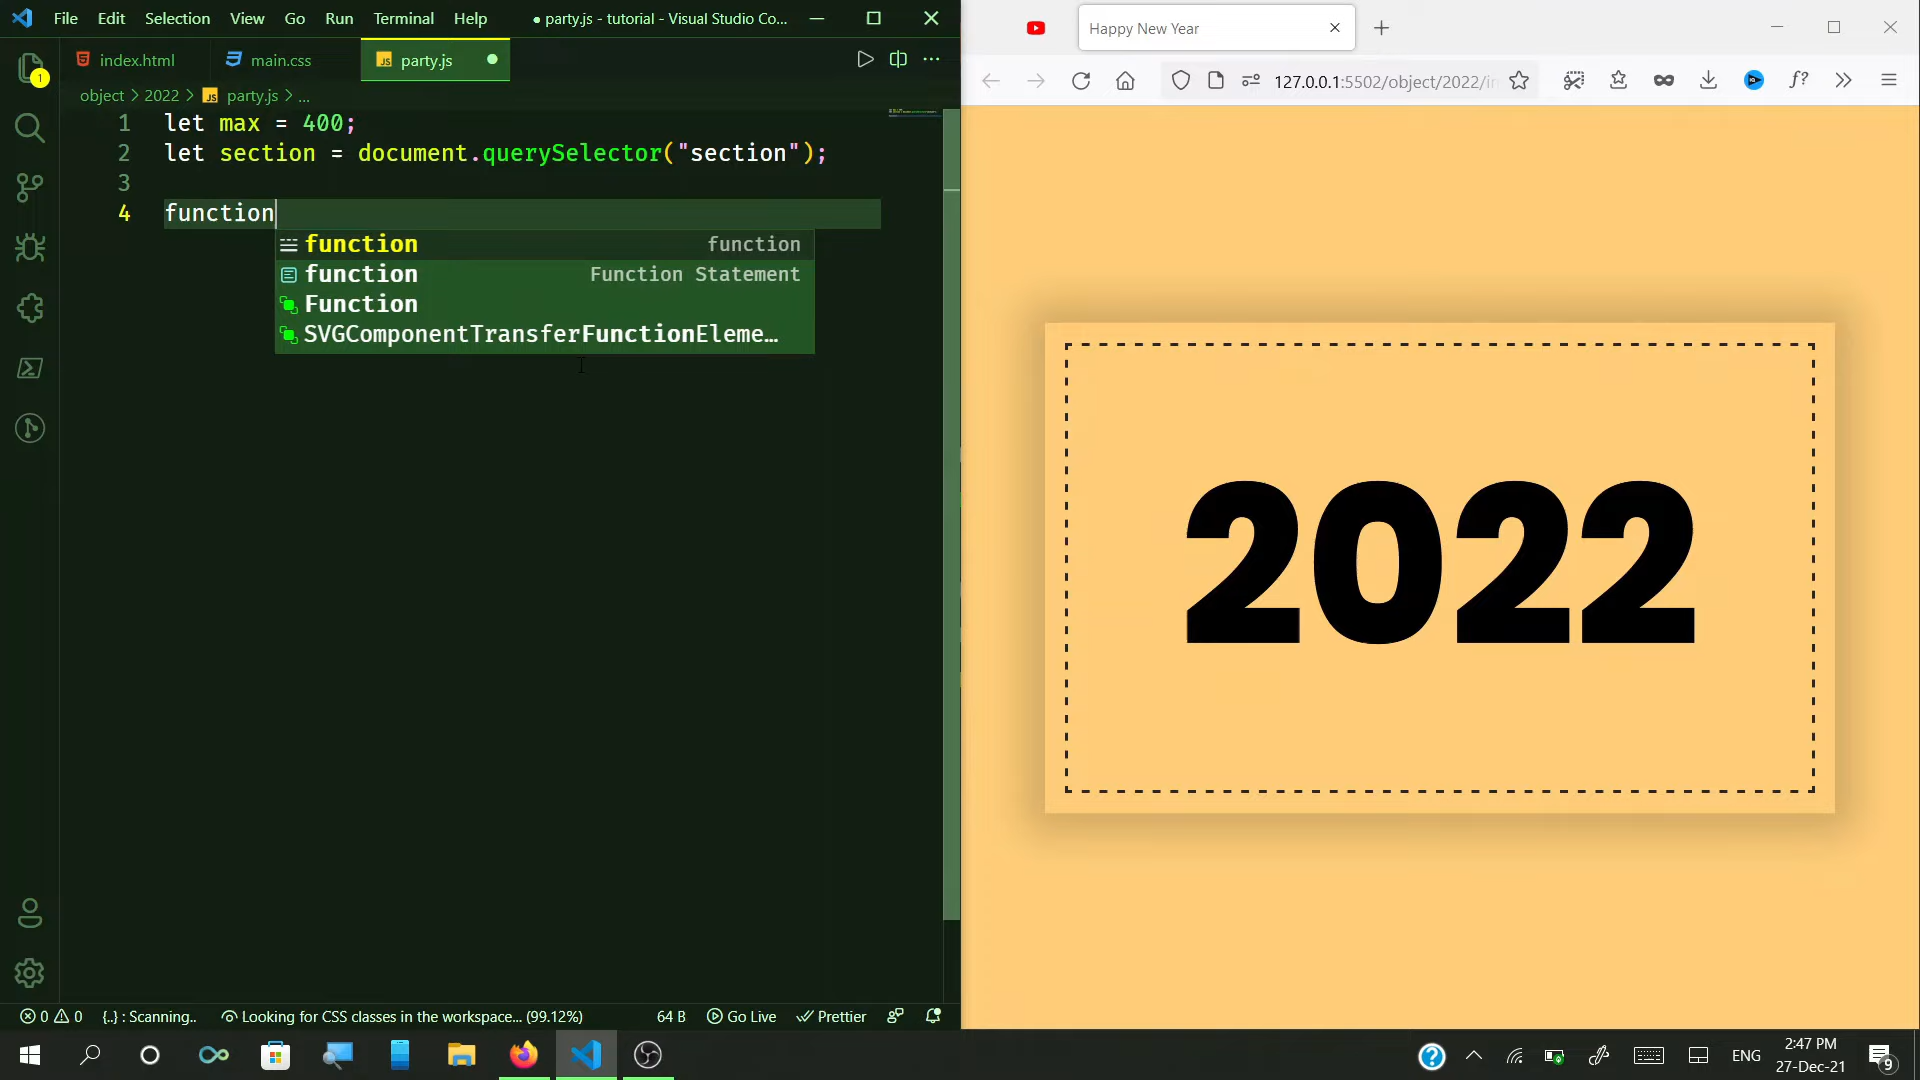 File Edit Selection View Go Run Terminal Help ● party.js - tutorial - Visual Studio Co...
index.html main.css party.js
object > 2022 > party.js > ...
1 let max = 400;
2 let section = document.querySelector("section");
3
4 function
function function
function Function Statement
Function
SVGComponentTransferFunctionEleme...
1
0 0 {..} : Scanning.. Looking for CSS classes in the workspace... (99.12%) 64 B Go Live Prettier
Happy New Year
127.0.0.1:5502/object/2022/in
f?
2022
ENG
2:47 PM
27-Dec-21
9